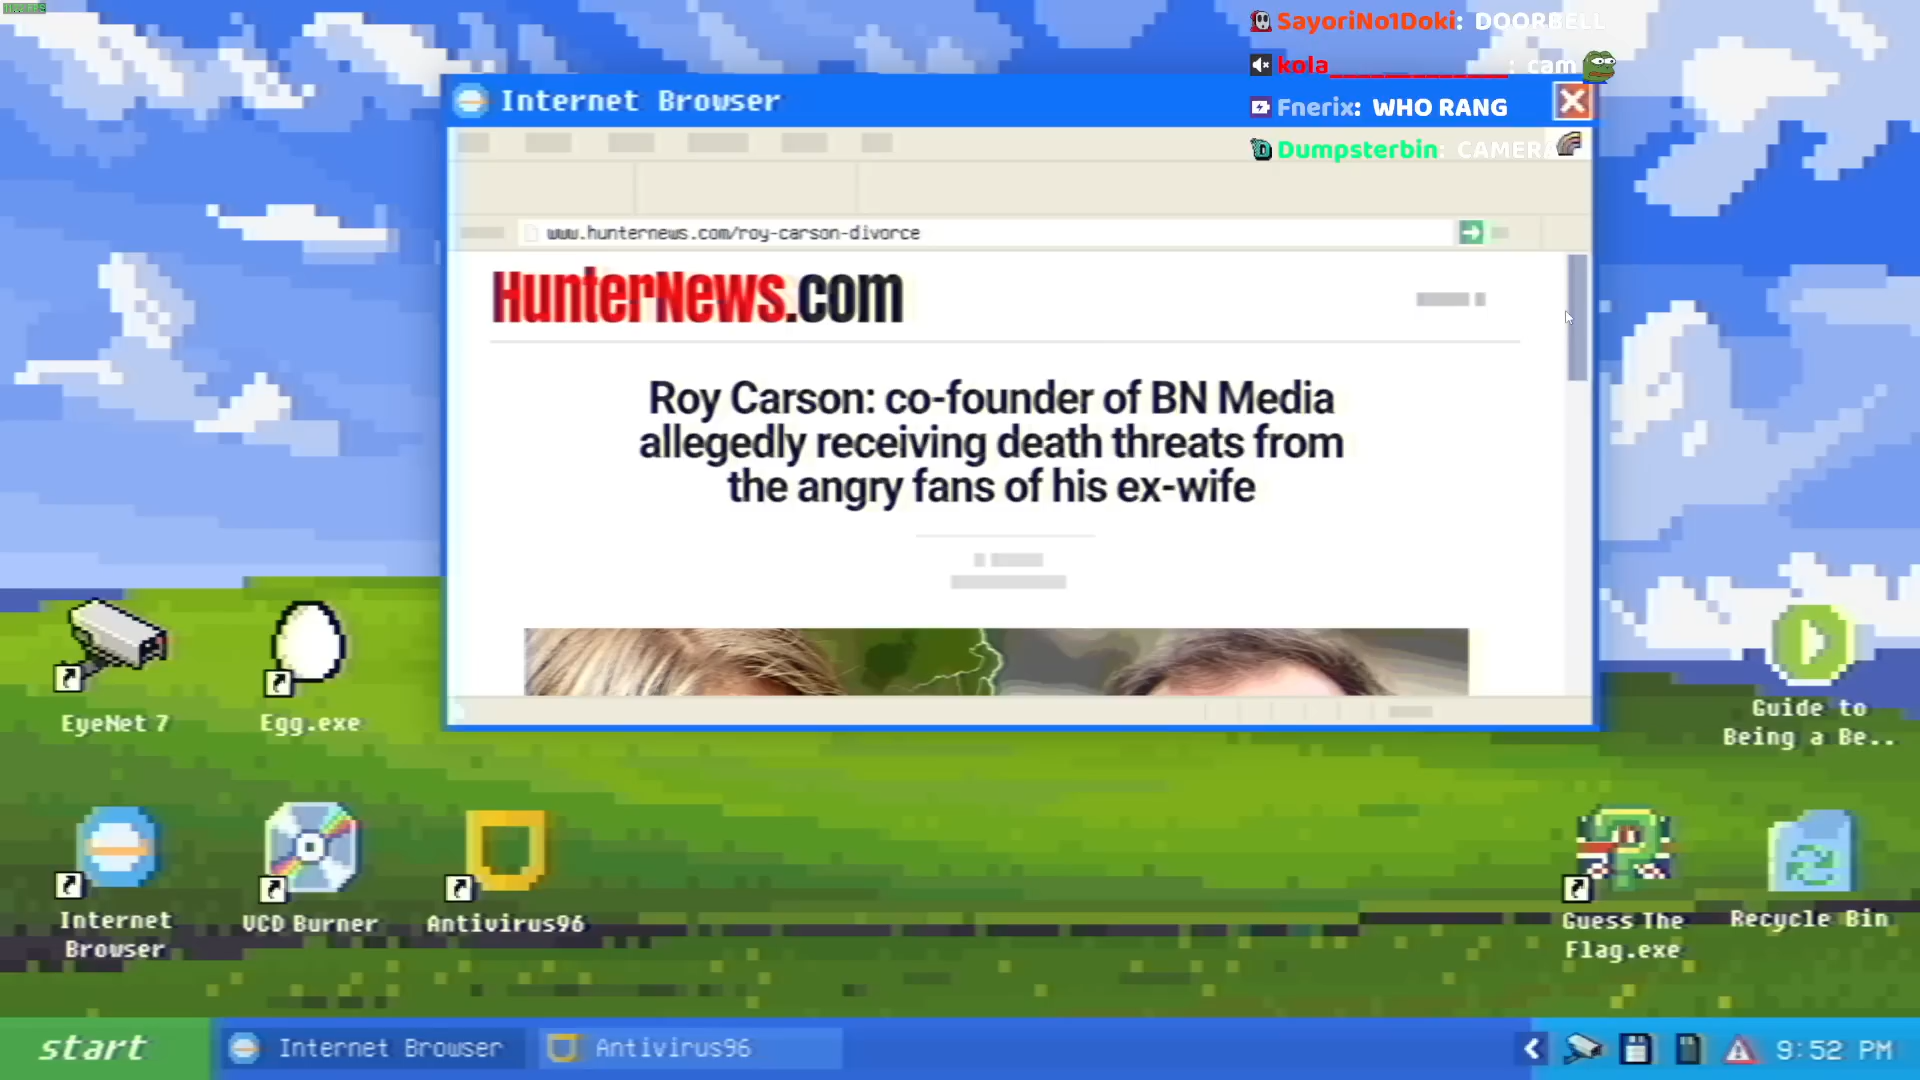 SayoriNo1Doki: DOORBELL
kola______________: cam
Internet Browser
Fnerix: WHO RANG
Dumpsterbin: CAMERA
www.hunternews.com/roy-carson-divorce
HunterNews.com
Roy Carson: co-founder of BN Media
allegedly receiving death threats from
the angry fans of his ex-wife
EyeNet 7
Egg.exe
Guide to
Being a Be..
Internet
Browser
VCD Burner
Antivirus96
Guess The
Flag.exe
Recycle Bin
start
Internet Browser
Antivirus96
9:52 PM